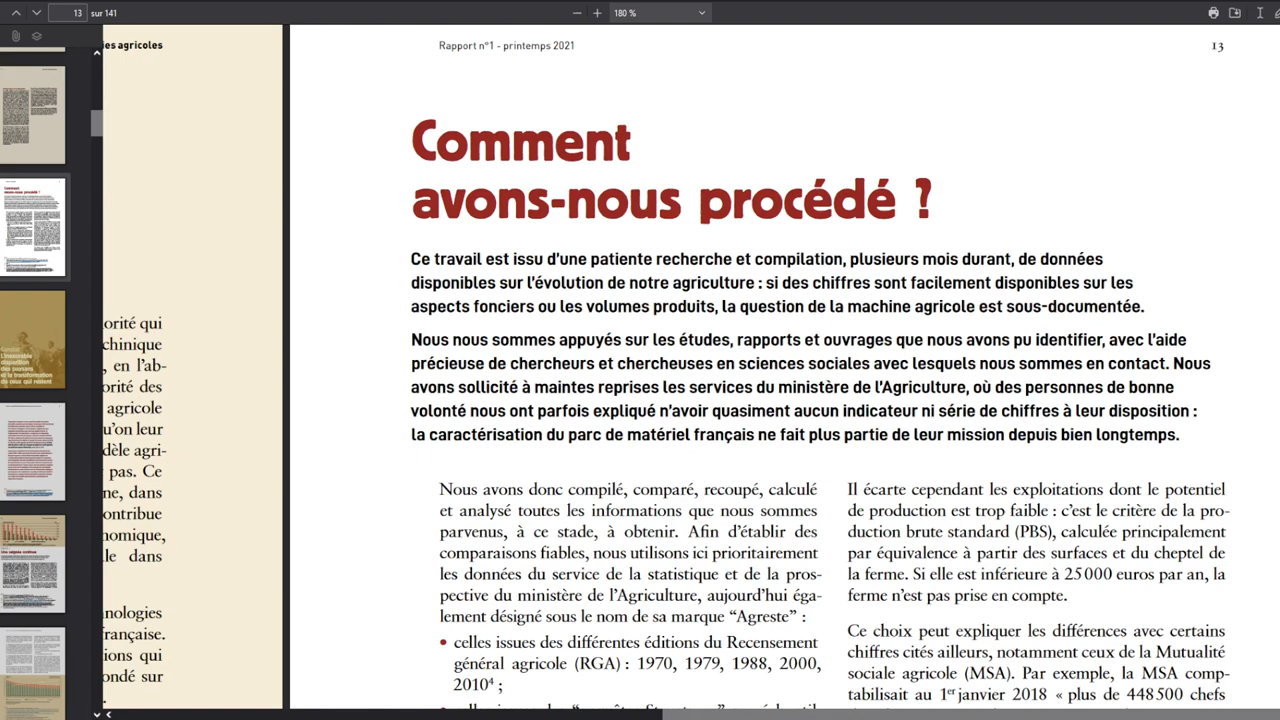 13 sur 141
180 %
ies agricoles
orité qui
chinique
, en l'ab-
orité des
agricole
u'on leur
dèle agri-
pas. Ce
ne, dans
ontribue
nomique,
le dans
nologies
française.
ions qui
ondé sur
Rapport n°1 - printemps 2021
13
Comment
avons-nous procédé ?
Ce travail est issu d'une patiente recherche et compilation, plusieurs mois durant, de données
disponibles sur l'évolution de notre agriculture : si des chiffres sont facilement disponibles sur les
aspects fonciers ou les volumes produits, la question de la machine agricole est sous-documentée.
Nous nous sommes appuyés sur les études, rapports et ouvrages que nous avons pu identifier, avec l'aide
précieuse de chercheurs et chercheuses en sciences sociales avec lesquels nous sommes en contact. Nous
avons sollicité à maintes reprises les services du ministère de l'Agriculture, où des personnes de bonne
volonté nous ont parfois expliqué n'avoir quasiment aucun indicateur ni série de chiffres à leur disposition :
la caractérisation du parc de matériel français ne fait plus partie de leur mission depuis bien longtemps.
Nous avons donc compilé, comparé, recoupé, calculé
et analysé toutes les informations que nous sommes
parvenus, à ce stade, à obtenir. Afin d'établir des
comparaisons fiables, nous utilisons ici prioritairement
les données du service de la statistique et de la pros-
pective du ministère de l'Agriculture, aujourd'hui éga-
lement désigné sous le nom de sa marque “Agreste” :
• celles issues des différentes éditions du Recensement
général agricole (RGA) : 1970, 1979, 1988, 2000,
2010⁴ ;
Il écarte cependant les exploitations dont le potentiel
de production est trop faible : c'est le critère de la pro-
duction brute standard (PBS), calculée principalement
par équivalence à partir des surfaces et du cheptel de
la ferme. Si elle est inférieure à 25 000 euros par an, la
ferme n'est pas prise en compte.
Ce choix peut expliquer les différences avec certains
chiffres cités ailleurs, notamment ceux de la Mutualité
sociale agricole (MSA). Par exemple, la MSA comp-
tabilisait au 1er janvier 2018 « plus de 448 500 chefs